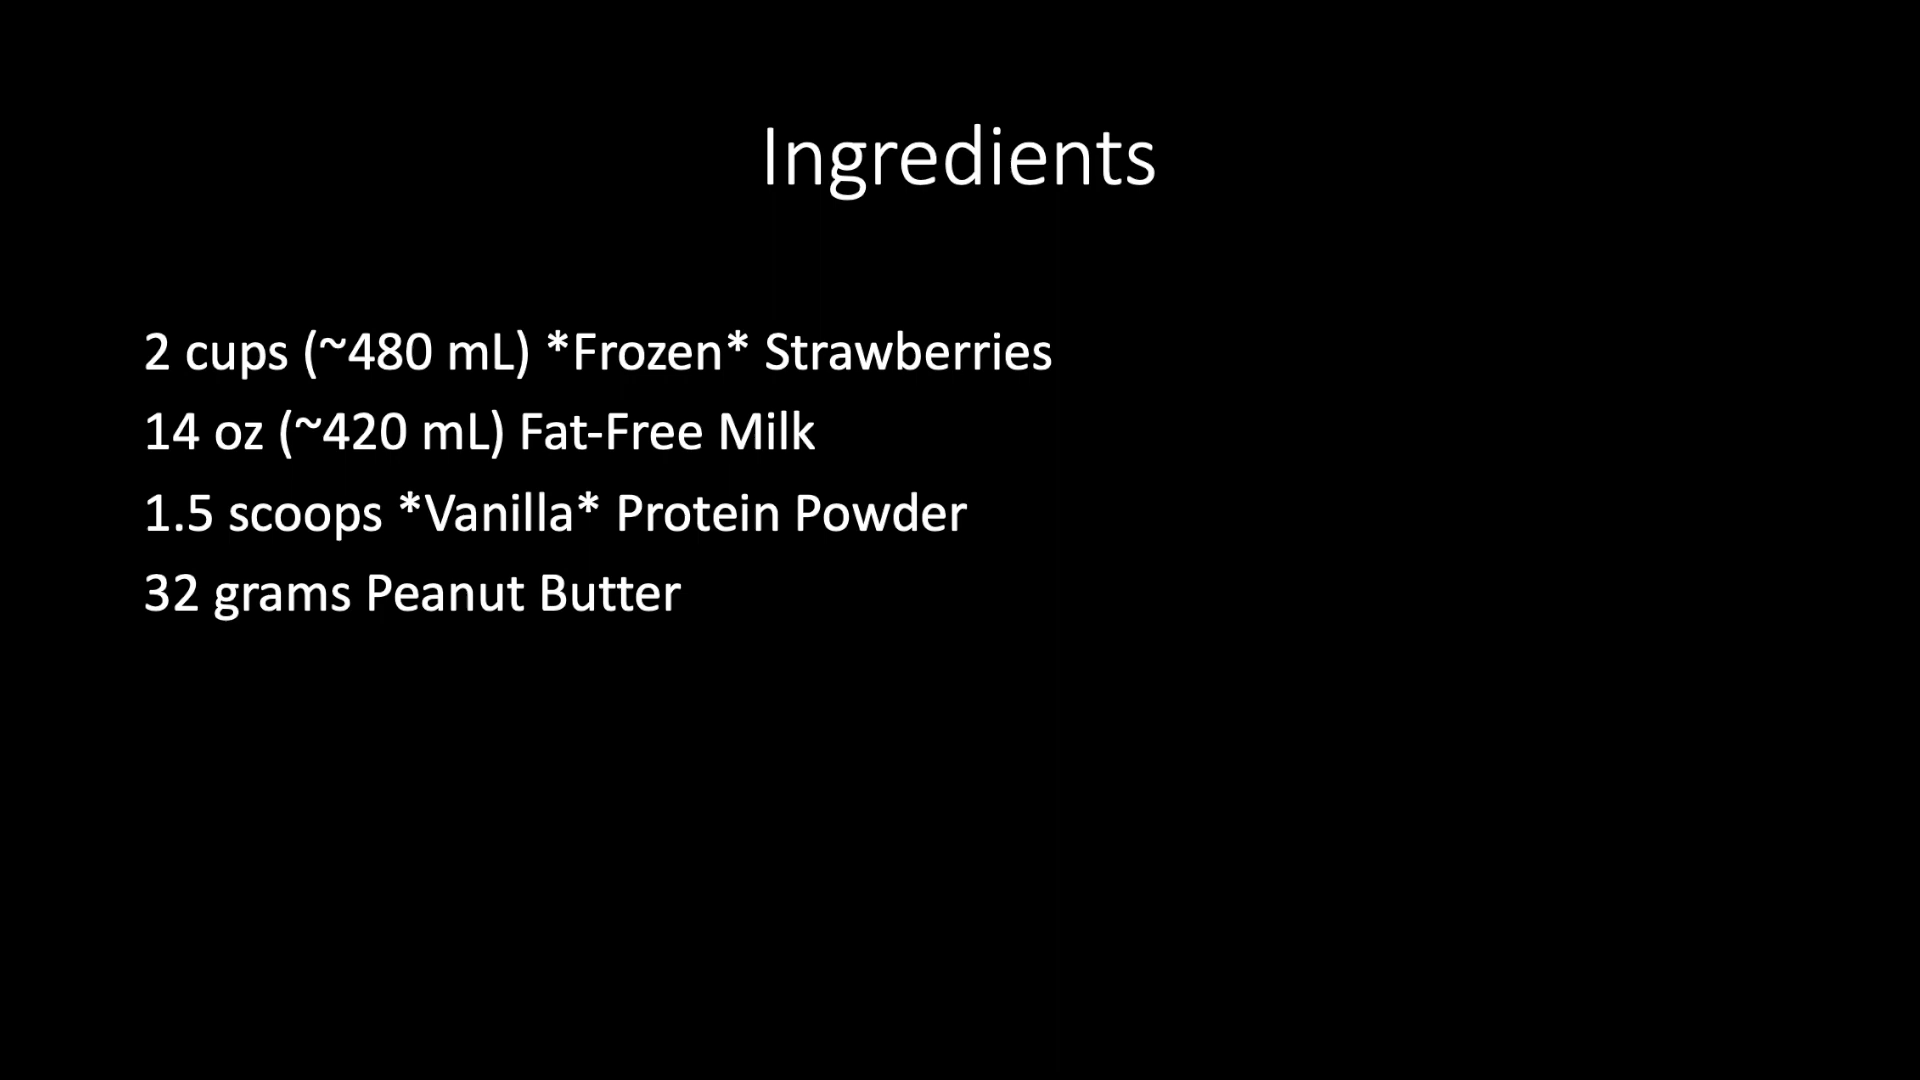 Ingredients
2 cups (~480 mL) *Frozen* Strawberries
14 oz (~420 mL) Fat-Free Milk
1.5 scoops *Vanilla* Protein Powder
32 grams Peanut Butter